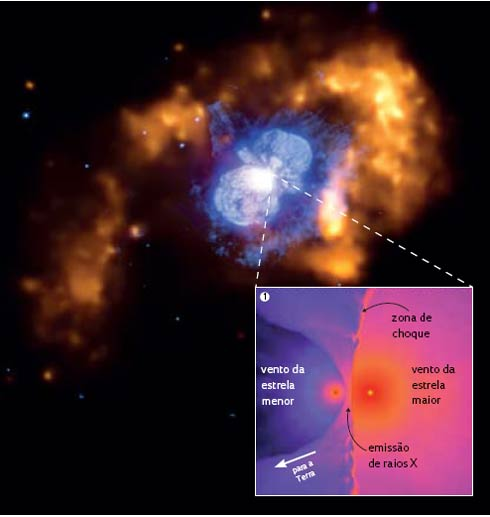 1
zona de
choque
vento da
estrela
menor
vento da
estrela
maior
emissão
de raios X
para a
Terra